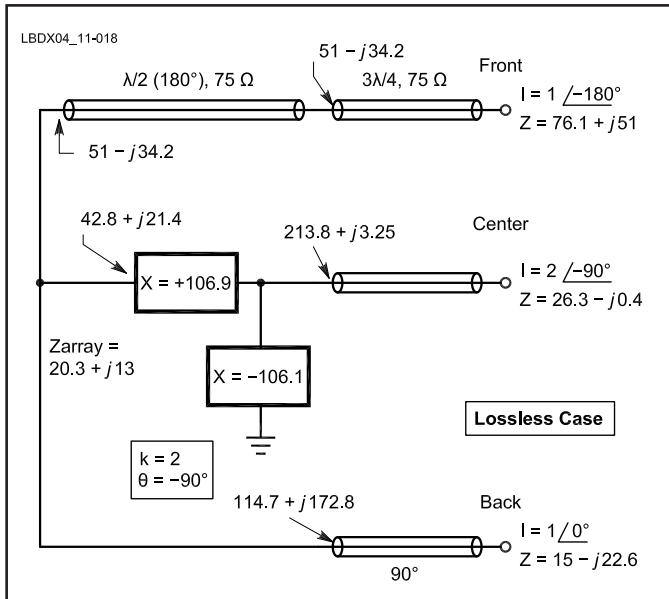 LBDX04_11-018
λ/2 (180°), 75 Ω
51 – j34.2
3λ/4, 75 Ω
Front
I = 1 /–180°
Z = 76.1 + j51
51 – j34.2
42.8 + j21.4
213.8 + j3.25
Center
X = +106.9
I = 2 /–90°
Z = 26.3 – j0.4
Zarray =
20.3 + j13
X = –106.1
Lossless Case
k = 2
θ = –90°
114.7 + j172.8
Back
I = 1/ 0°
Z = 15 – j22.6
90°